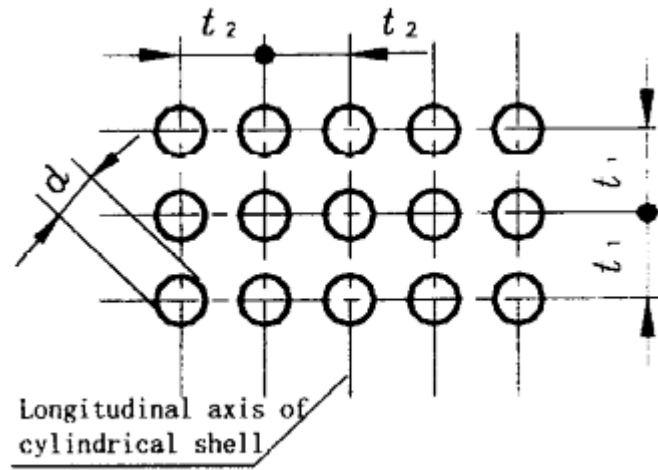 t₂ t₂
d
t₁
t₁
Longitudinal axis of
cylindrical shell